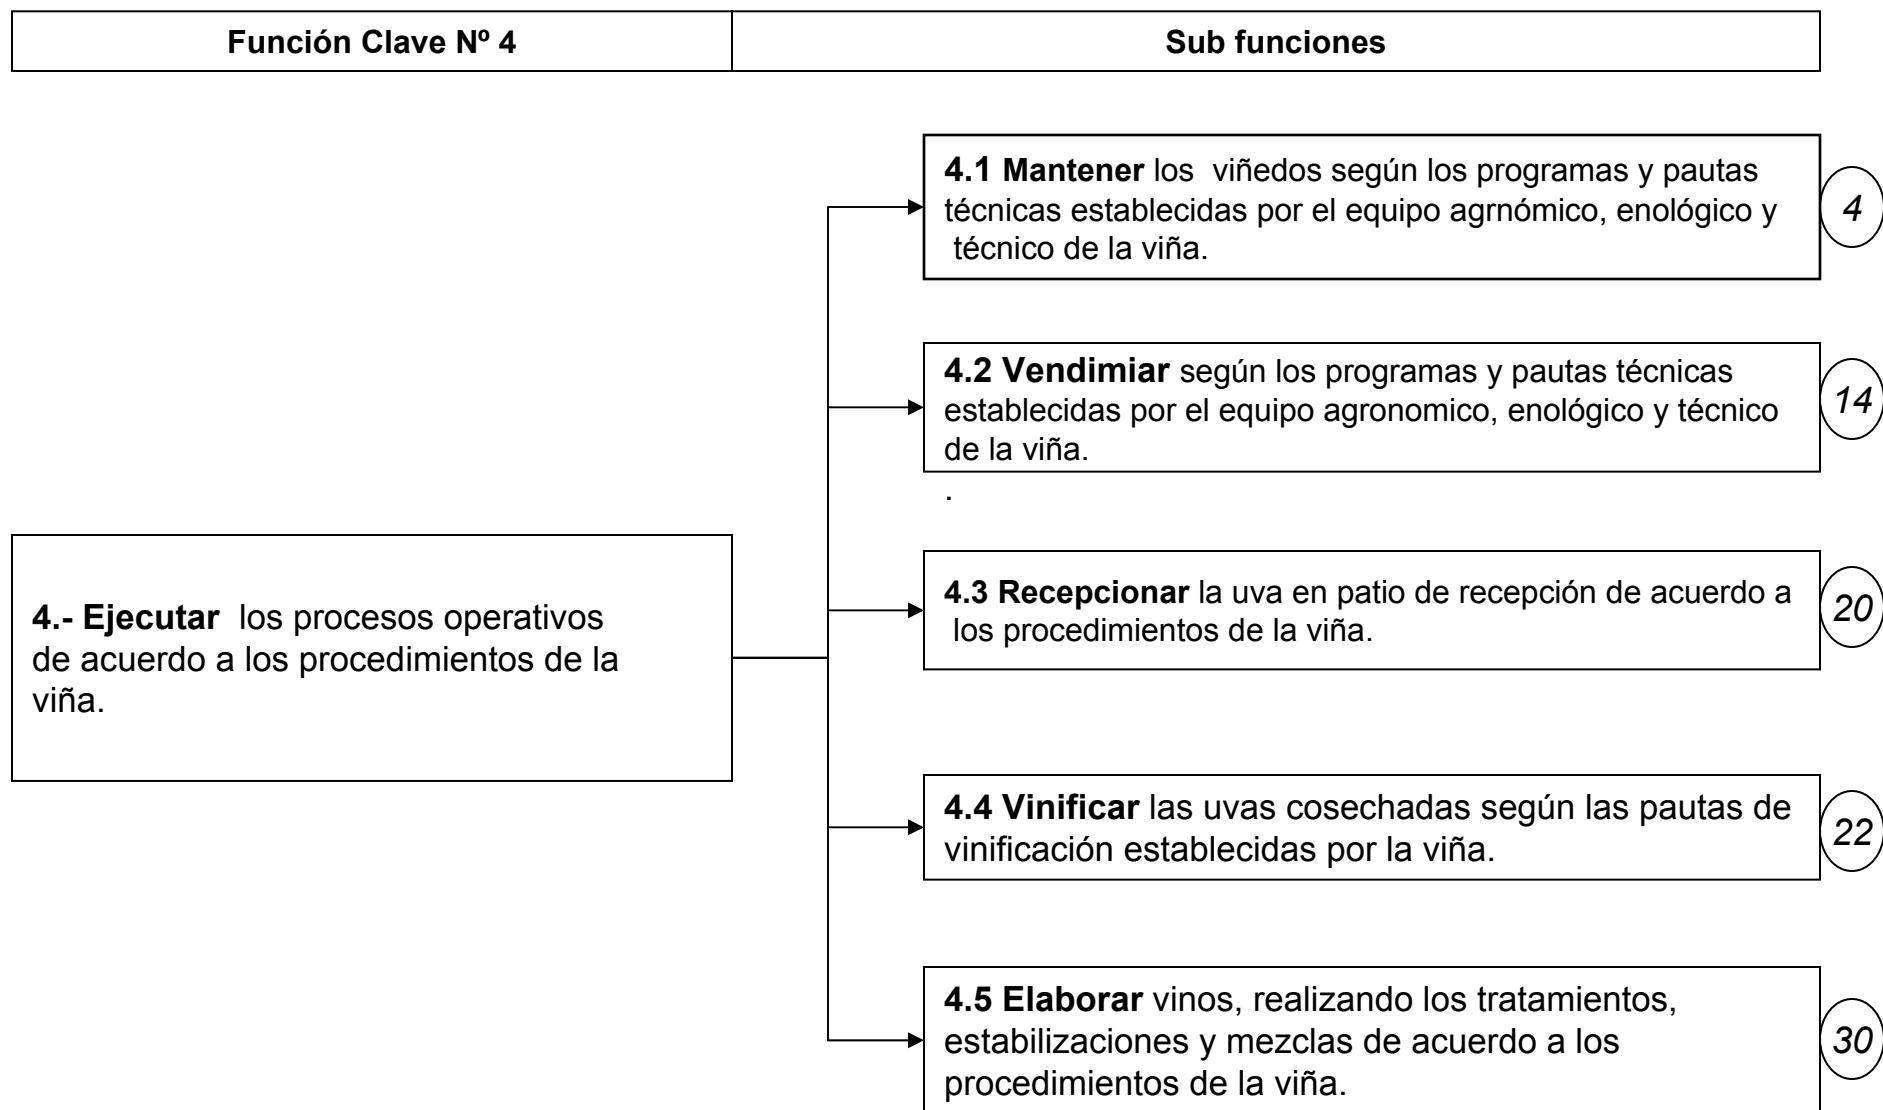 Función Clave Nº 4
Sub funciones
4.1 Mantener los viñedos según los programas y pautas
técnicas establecidas por el equipo agrnómico, enológico y
técnico de la viña.
4
4.2 Vendimiar según los programas y pautas técnicas
establecidas por el equipo agronomico, enológico y técnico
de la viña.
.
14
4.- Ejecutar los procesos operativos
de acuerdo a los procedimientos de la
viña.
4.3 Recepcionar la uva en patio de recepción de acuerdo a
los procedimientos de la viña.
20
4.4 Vinificar las uvas cosechadas según las pautas de
vinificación establecidas por la viña.
22
4.5 Elaborar vinos, realizando los tratamientos,
estabilizaciones y mezclas de acuerdo a los
procedimientos de la viña.
30